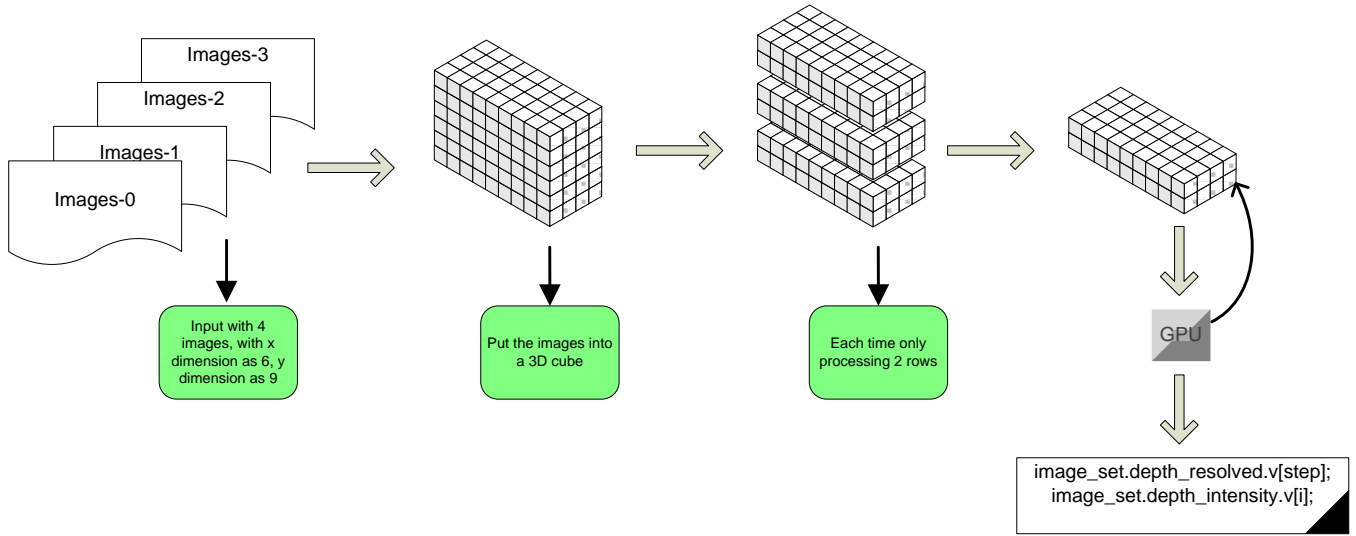 Images-3
Images-2
Images-1
Images-0
Input with 4
images, with x
dimension as 6, y
dimension as 9
Put the images into
a 3D cube
Each time only
processing 2 rows
GPU
image_set.depth_resolved.v[step];
image_set.depth_intensity.v[i];